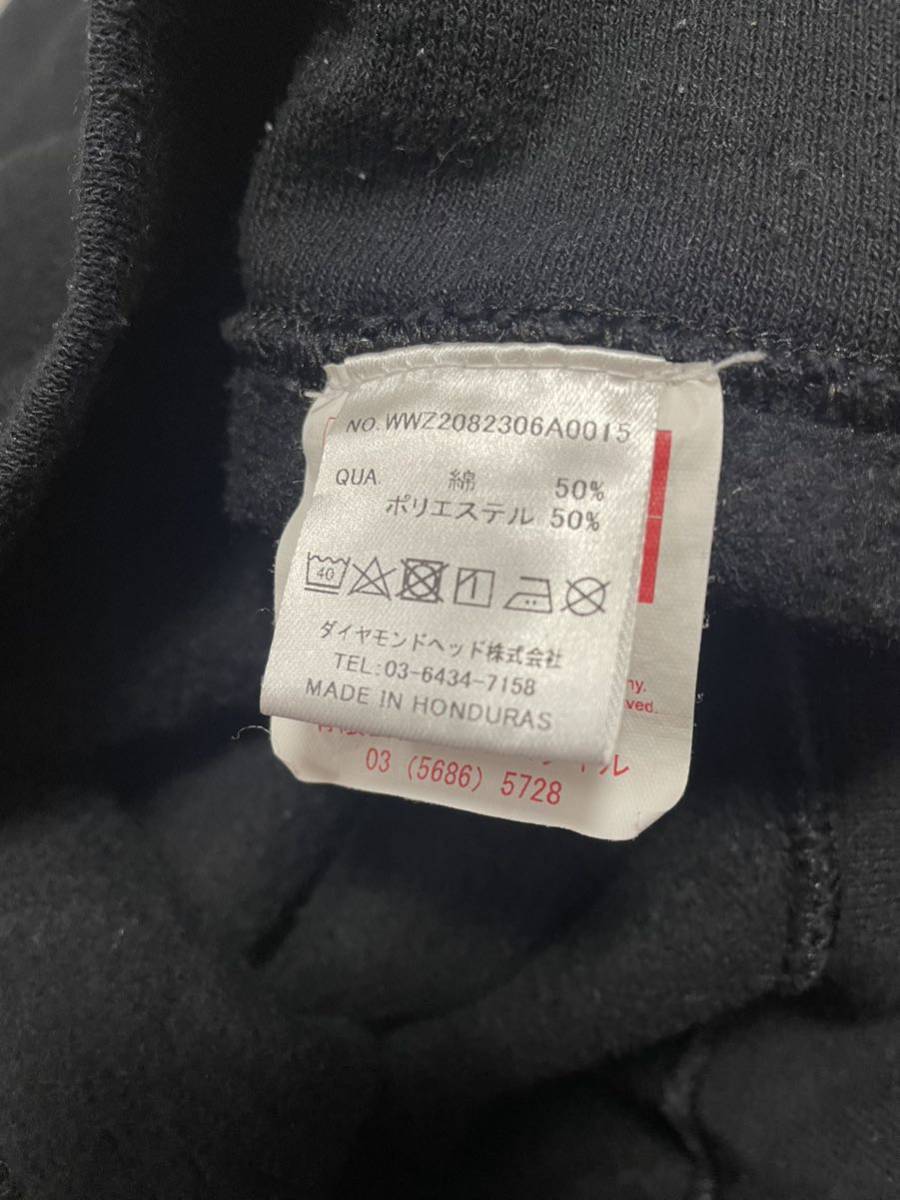 NO. WWZ2082306A0015
QUA. 綿 50%
ポリエステル 50%
40
ダイヤモンドヘッド株式会社
TEL:03-6434-7158
MADE IN HONDURAS
03 (5686) 5728